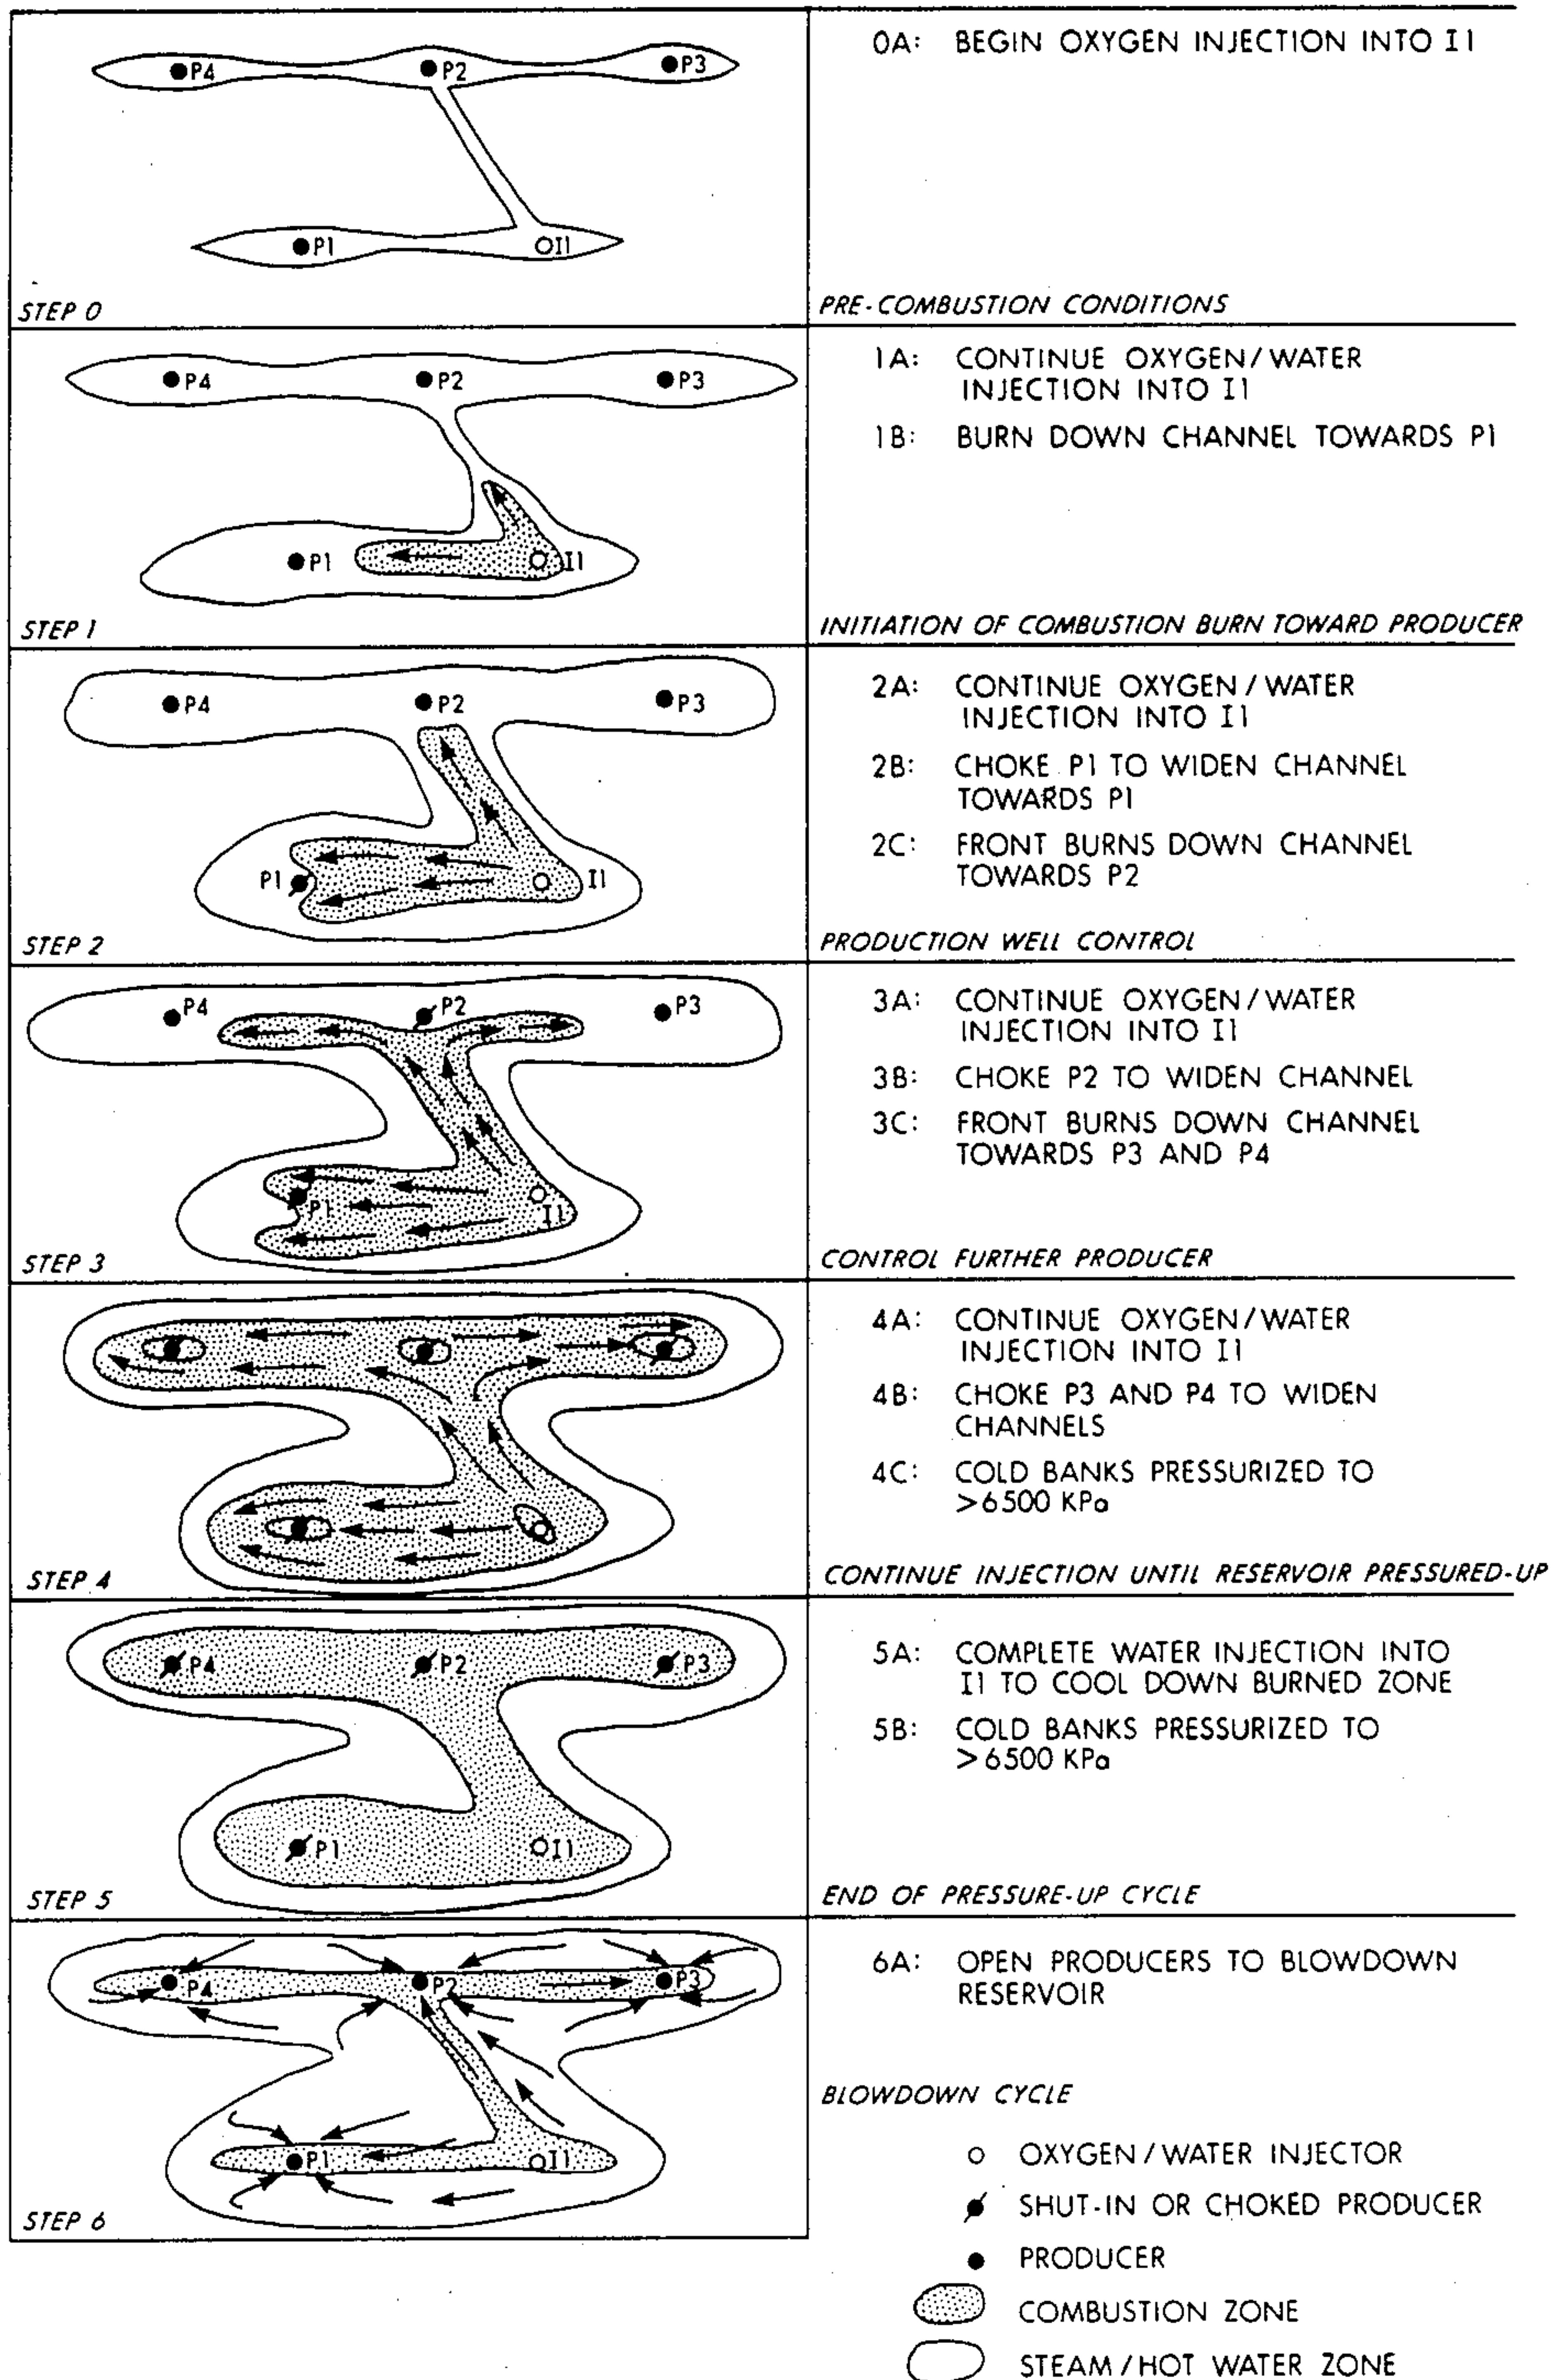 P4
P2
P3
P1
I1
STEP 0
0A: BEGIN OXYGEN INJECTION INTO I1
PRE-COMBUSTION CONDITIONS
P4
P2
P3
P1
I1
STEP 1
1A: CONTINUE OXYGEN/WATER
INJECTION INTO I1
1B: BURN DOWN CHANNEL TOWARDS P1
INITIATION OF COMBUSTION BURN TOWARD PRODUCER
P4
P2
P3
P1
I1
STEP 2
2A: CONTINUE OXYGEN/WATER
INJECTION INTO I1
2B: CHOKE P1 TO WIDEN CHANNEL
TOWARDS P1
2C: FRONT BURNS DOWN CHANNEL
TOWARDS P2
PRODUCTION WELL CONTROL
P4
P2
P3
P1
I1
STEP 3
3A: CONTINUE OXYGEN/WATER
INJECTION INTO I1
3B: CHOKE P2 TO WIDEN CHANNEL
3C: FRONT BURNS DOWN CHANNEL
TOWARDS P3 AND P4
CONTROL FURTHER PRODUCER
STEP 4
4A: CONTINUE OXYGEN/WATER
INJECTION INTO I1
4B: CHOKE P3 AND P4 TO WIDEN
CHANNELS
4C: COLD BANKS PRESSURIZED TO
>6500 KPa
CONTINUE INJECTION UNTIL RESERVOIR PRESSURED-UP
P4
P2
P3
P1
I1
STEP 5
5A: COMPLETE WATER INJECTION INTO
I1 TO COOL DOWN BURNED ZONE
5B: COLD BANKS PRESSURIZED TO
>6500 KPa
END OF PRESSURE-UP CYCLE
P4
P2
P3
P1
I1
STEP 6
6A: OPEN PRODUCERS TO BLOWDOWN
RESERVOIR
BLOWDOWN CYCLE
OXYGEN/WATER INJECTOR
SHUT-IN OR CHOKED PRODUCER
PRODUCER
COMBUSTION ZONE
STEAM/HOT WATER ZONE